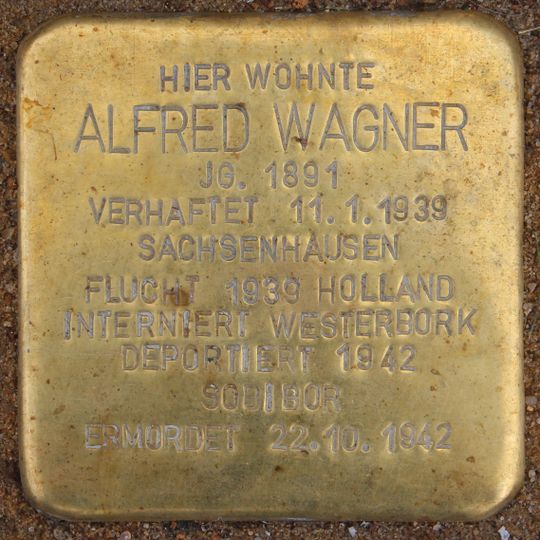 HIER WOHNTE
ALFRED WAGNER
JG. 1891
VERHAFTET 11.1.1939
SACHSENHAUSEN
FLUCHT 1939 HOLLAND
INTERNIERT WESTERBORK
DEPORTIERT 1942
SOBIBOR
ERMORDET 22.10.1942